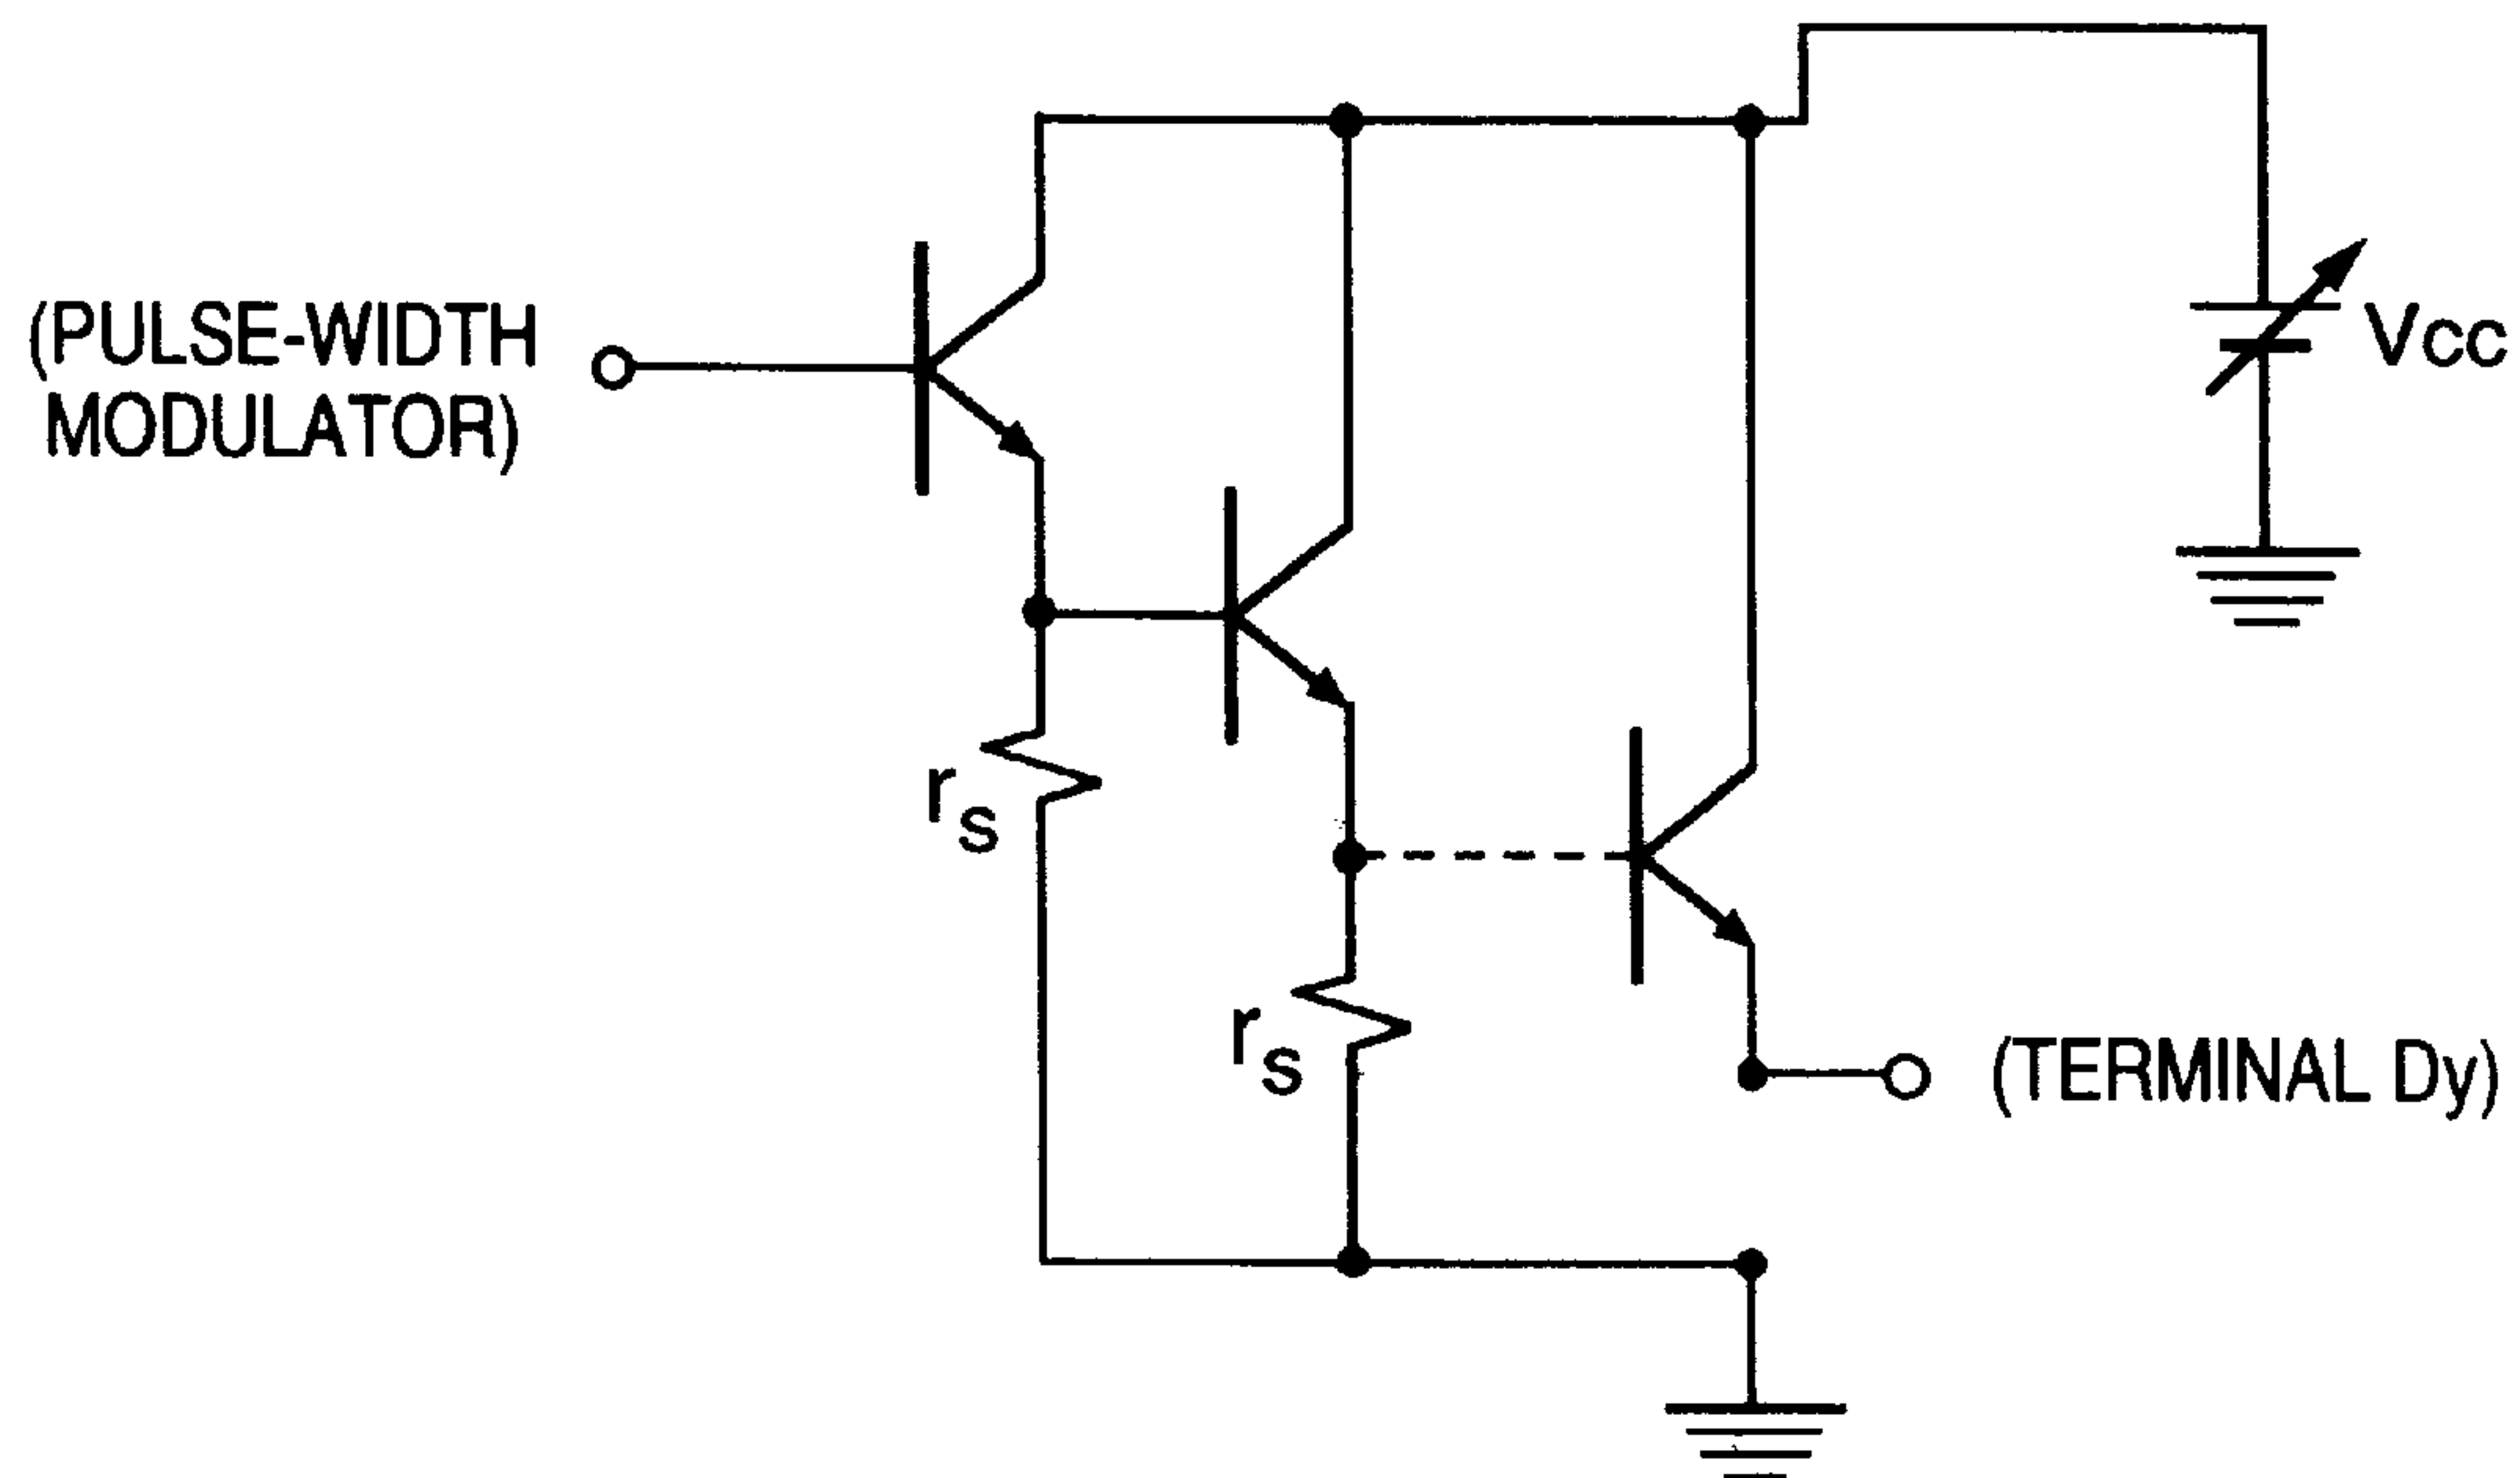 (PULSE-WIDTH
MODULATOR)
Vcc
rs
rs
(TERMINAL Dy)